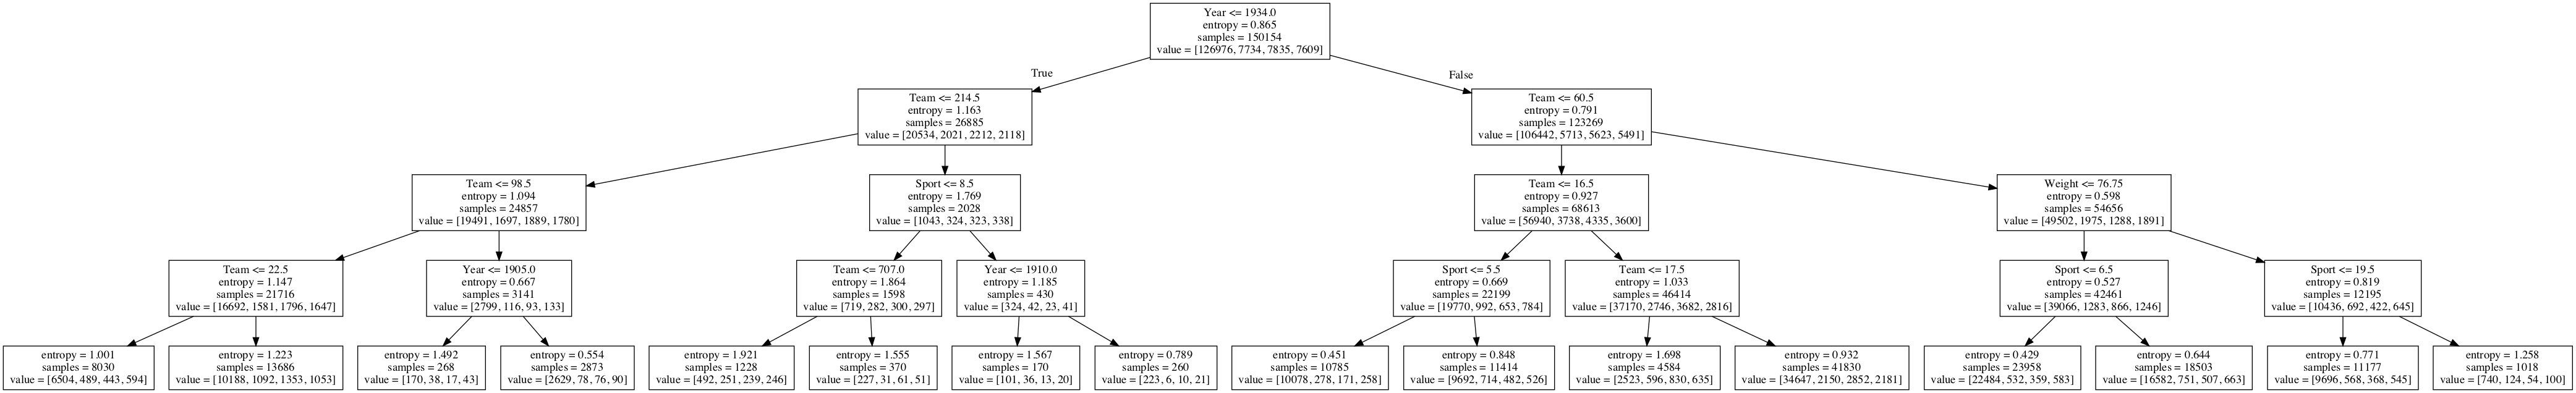 Year <= 1934.0
entropy = 0.865
samples = 150154
value = [126976, 7734, 7835, 7609]
True
False
Team <= 214.5
entropy = 1.163
samples = 26885
value = [20534, 2021, 2212, 2118]
Team <= 60.5
entropy = 0.791
samples = 123269
value = [106442, 5713, 5623, 5491]
Team <= 98.5
entropy = 1.094
samples = 24857
value = [19491, 1697, 1889, 1780]
Sport <= 8.5
entropy = 1.769
samples = 2028
value = [1043, 324, 323, 338]
Team <= 16.5
entropy = 0.927
samples = 68613
value = [56940, 3738, 4335, 3600]
Weight <= 76.75
entropy = 0.598
samples = 54656
value = [49502, 1975, 1288, 1891]
Team <= 22.5
entropy = 1.147
samples = 21716
value = [16692, 1581, 1796, 1647]
Year <= 1905.0
entropy = 0.667
samples = 3141
value = [2799, 116, 93, 133]
Team <= 707.0
entropy = 1.864
samples = 1598
value = [719, 282, 300, 297]
Year <= 1910.0
entropy = 1.185
samples = 430
value = [324, 42, 23, 41]
Sport <= 5.5
entropy = 0.669
samples = 22199
value = [19770, 992, 653, 784]
Team <= 17.5
entropy = 1.033
samples = 46414
value = [37170, 2746, 3682, 2816]
Sport <= 6.5
entropy = 0.527
samples = 42461
value = [39066, 1283, 866, 1246]
Sport <= 19.5
entropy = 0.819
samples = 12195
value = [10436, 692, 422, 645]
entropy = 1.001
samples = 8030
value = [6504, 489, 443, 594]
entropy = 1.223
samples = 13686
value = [10188, 1092, 1353, 1053]
entropy = 1.492
samples = 268
value = [170, 38, 17, 43]
entropy = 0.554
samples = 2873
value = [2629, 78, 76, 90]
entropy = 1.921
samples = 1228
value = [492, 251, 239, 246]
entropy = 1.555
samples = 370
value = [227, 31, 61, 51]
entropy = 1.567
samples = 170
value = [101, 36, 13, 20]
entropy = 0.789
samples = 260
value = [223, 6, 10, 21]
entropy = 0.451
samples = 10785
value = [10078, 278, 171, 258]
entropy = 0.848
samples = 11414
value = [9692, 714, 482, 526]
entropy = 1.698
samples = 4584
value = [2523, 596, 830, 635]
entropy = 0.932
samples = 41830
value = [34647, 2150, 2852, 2181]
entropy = 0.429
samples = 23958
value = [22484, 532, 359, 583]
entropy = 0.644
samples = 18503
value = [16582, 751, 507, 663]
entropy = 0.771
samples = 11177
value = [9696, 568, 368, 545]
entropy = 1.258
samples = 1018
value = [740, 124, 54, 100]